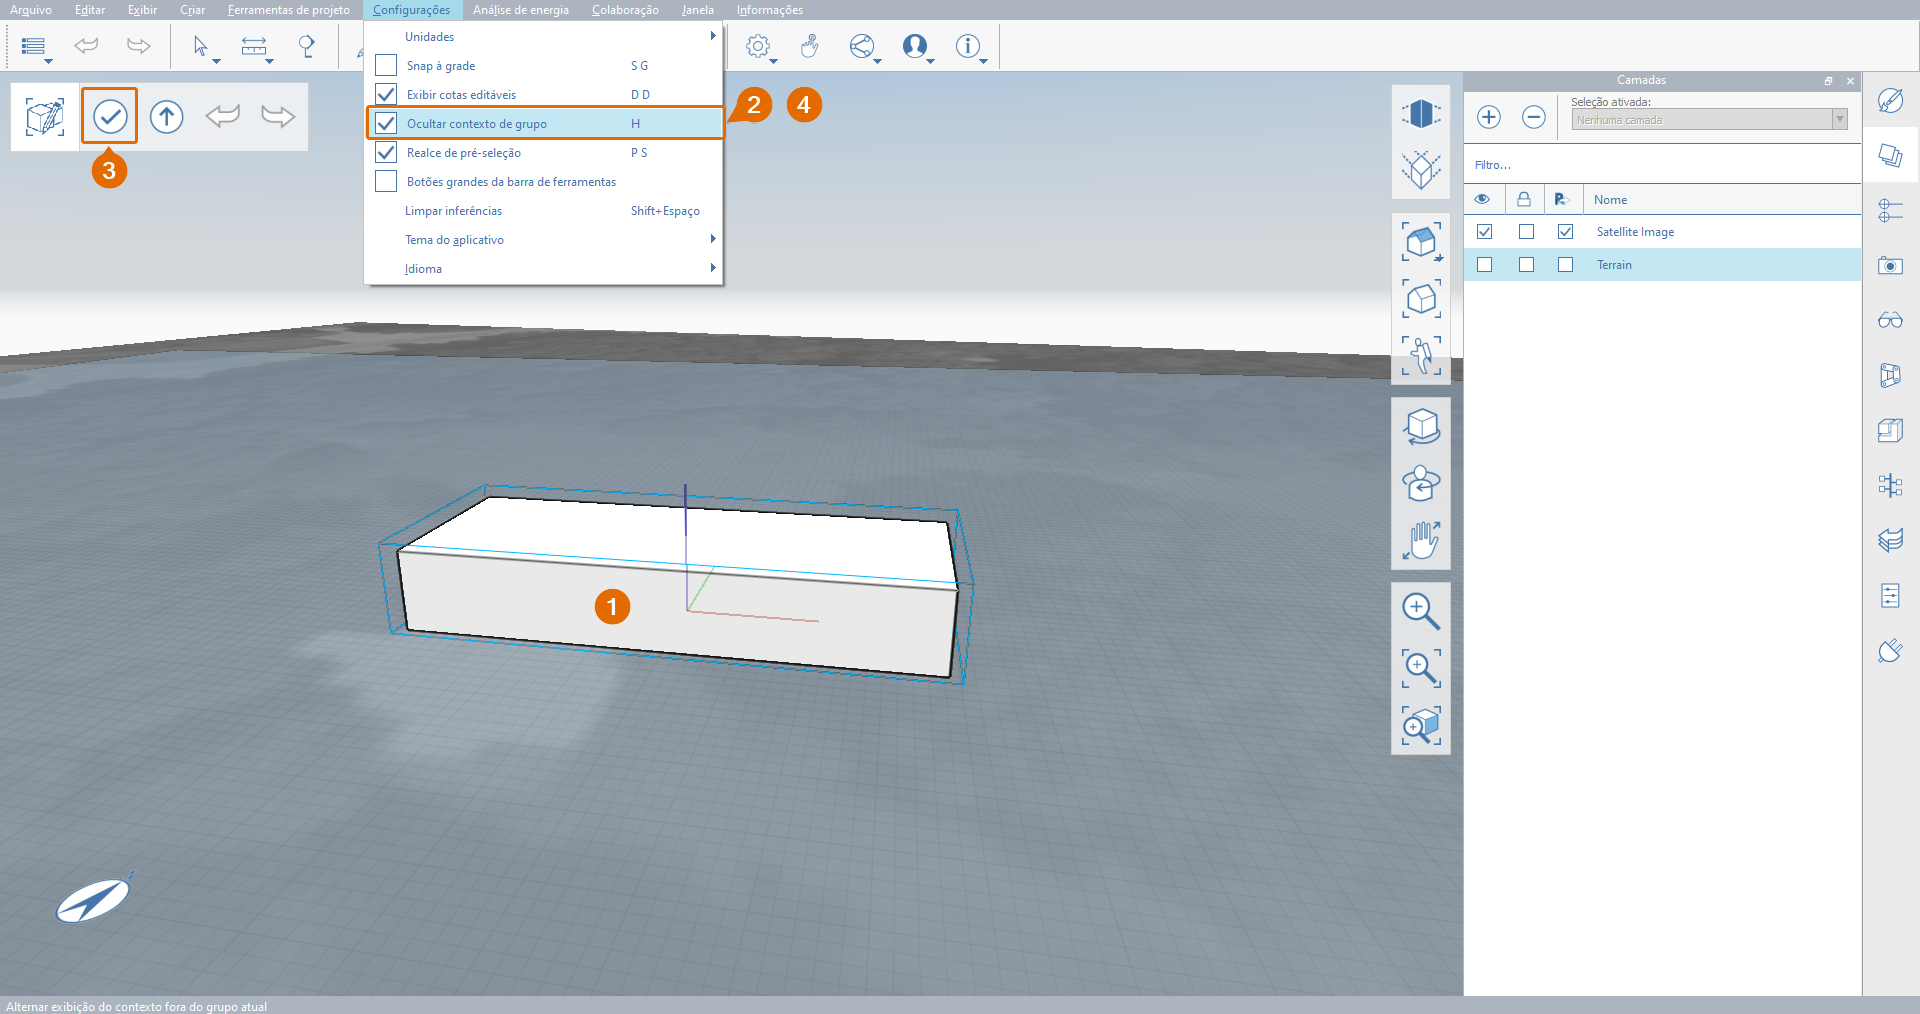 Arquivo Editar Exibir Criar Ferramentas de projeto Configurações Análise de energia Colaboração Janela Informações
Unidades
Snap à grade S G
Exibir cotas editáveis D D
Ocultar contexto de grupo H
Realce de pré-seleção P S
Botões grandes da barra de ferramentas
Limpar inferências Shift+Espaço
Tema do aplicativo
Idioma
2 4
3
1
Camadas
Seleção ativada:
Nenhuma camada
Filtro...
Nome
Satellite Image
Terrain
Alternar exibição do contexto fora do grupo atual